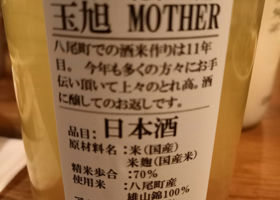 玉旭 MOTHER
八尾町での酒米作りは11年
目。 今年も多くの方々にお手
伝い頂いて上々のとれ高。酒
に醸してのお返しです。
品目：日本酒
原材料名：米（国産）
米麹（国産米）
精米歩合：70%
使用米：八尾町産
雄山錦100%